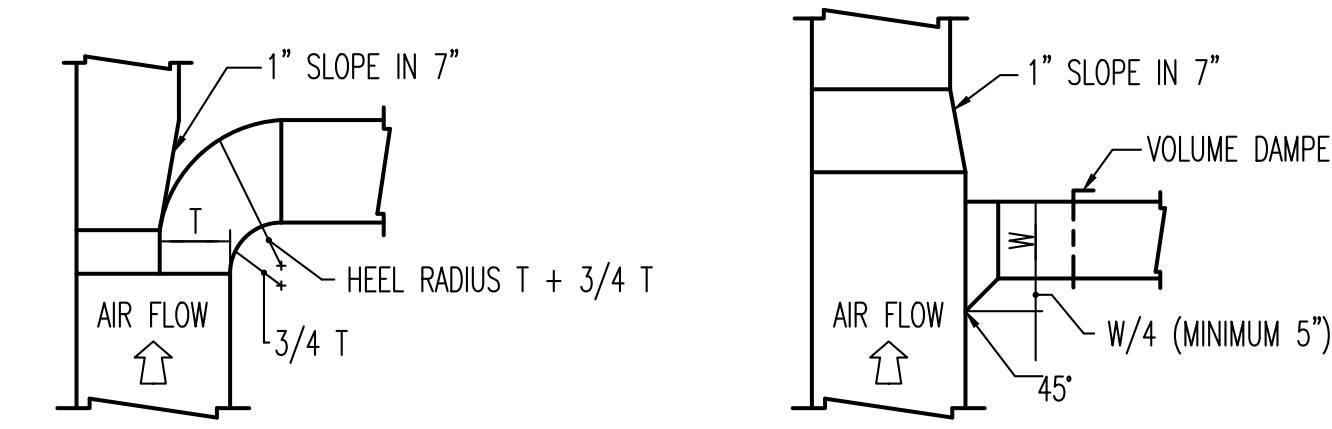 1" SLOPE IN 7"
T
HEEL RADIUS T + 3/4 T
AIR FLOW
3/4 T
1" SLOPE IN 7"
VOLUME DAMPE
W
AIR FLOW
W/4 (MINIMUM 5")
45°